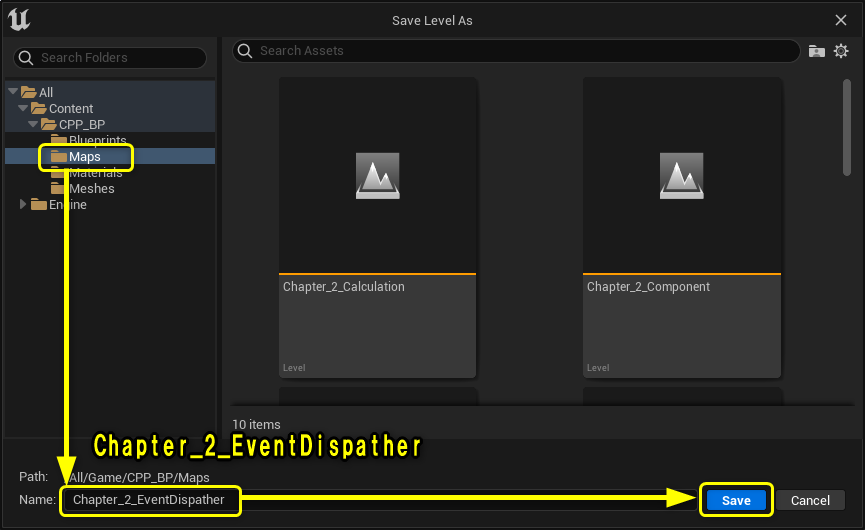 Save Level As
Search Folders
Search Assets
All
Content
CPP_BP
Blueprints
Maps
Materials
Meshes
Engine
Chapter_2_Calculation
Level
Chapter_2_Component
Level
10 items
Chapter_2_EventDispather
Path: All/Game/CPP_BP/Maps
Name: Chapter_2_EventDispather
Save
Cancel